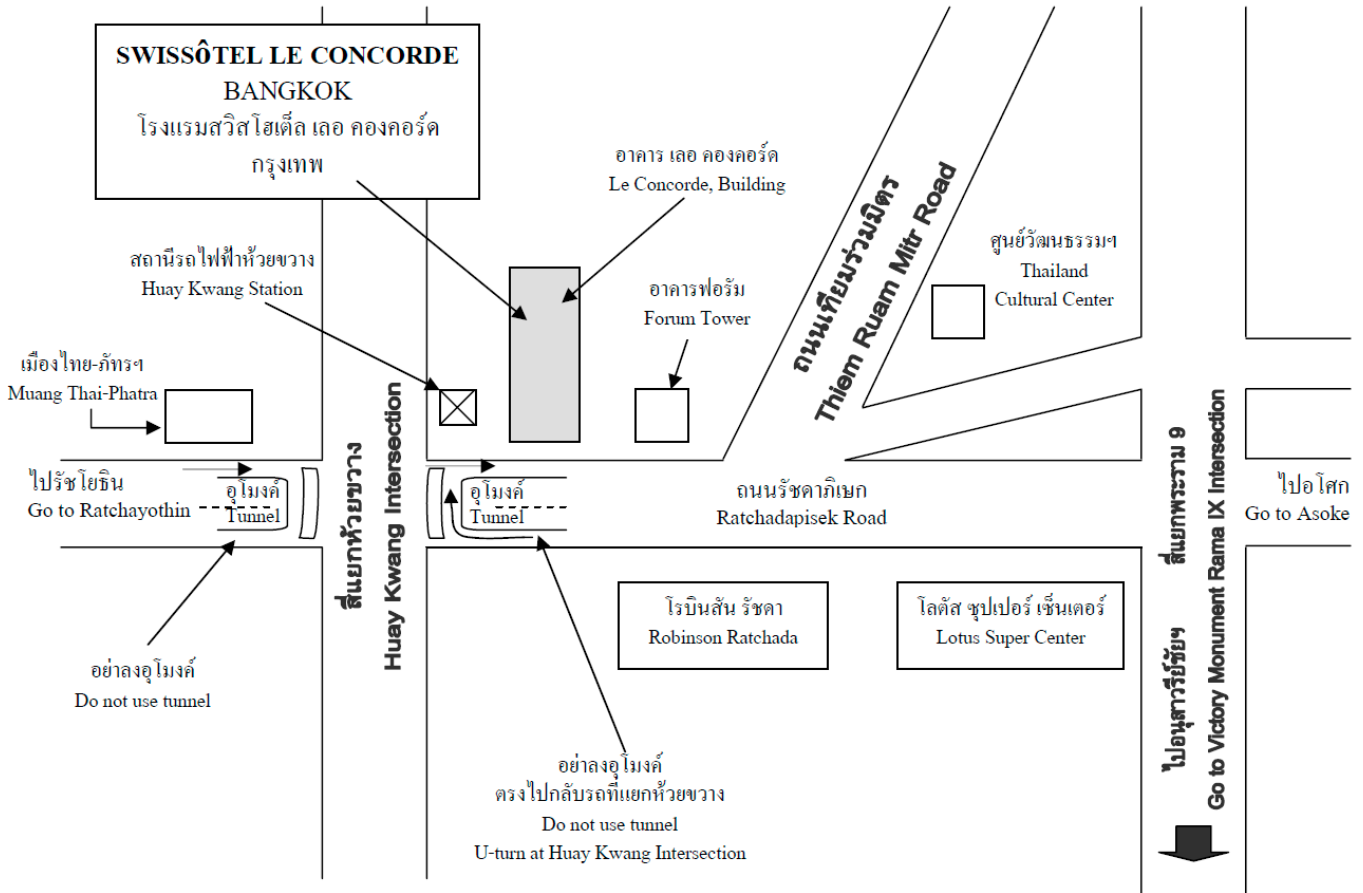 SWISSÔTEL LE CONCORDE
BANGKOK
โรงแรมสวิสโฮเต็ล เลอ คองคอร์ด
กรุงเทพ
อาคาร เลอ คองคอร์ด
Le Concorde, Building
สถานีรถไฟฟ้าห้วยขวาง
Huay Kwang Station
อาคารฟอรัม
Forum Tower
ถนนเทียมร่วมมิตร
Thiem Ruam Mitr Road
ศูนย์วัฒนธรรมฯ
Thailand
Cultural Center
เมืองไทย-ภัทรฯ
Muang Thai-Phatra
ไปรัชโยธิน
Go to Ratchayothin
อุโมงค์
Tunnel
สี่แยกห้วยขวาง
Huay Kwang Intersection
อุโมงค์
Tunnel
ถนนรัชดาภิเษก
Ratchadapisek Road
สี่แยกพระราม 9
ไปอนุสาวรีย์ชัยฯ
Go to Victory Monument Rama IX Intersection
ไปอโศก
Go to Asoke
โรบินสัน รัชดา
Robinson Ratchada
โลตัส ซุปเปอร์ เซ็นเตอร์
Lotus Super Center
อย่าลงอุโมงค์
Do not use tunnel
อย่าลงอุโมงค์
ตรงไปกลับรถที่แยกห้วยขวาง
Do not use tunnel
U-turn at Huay Kwang Intersection